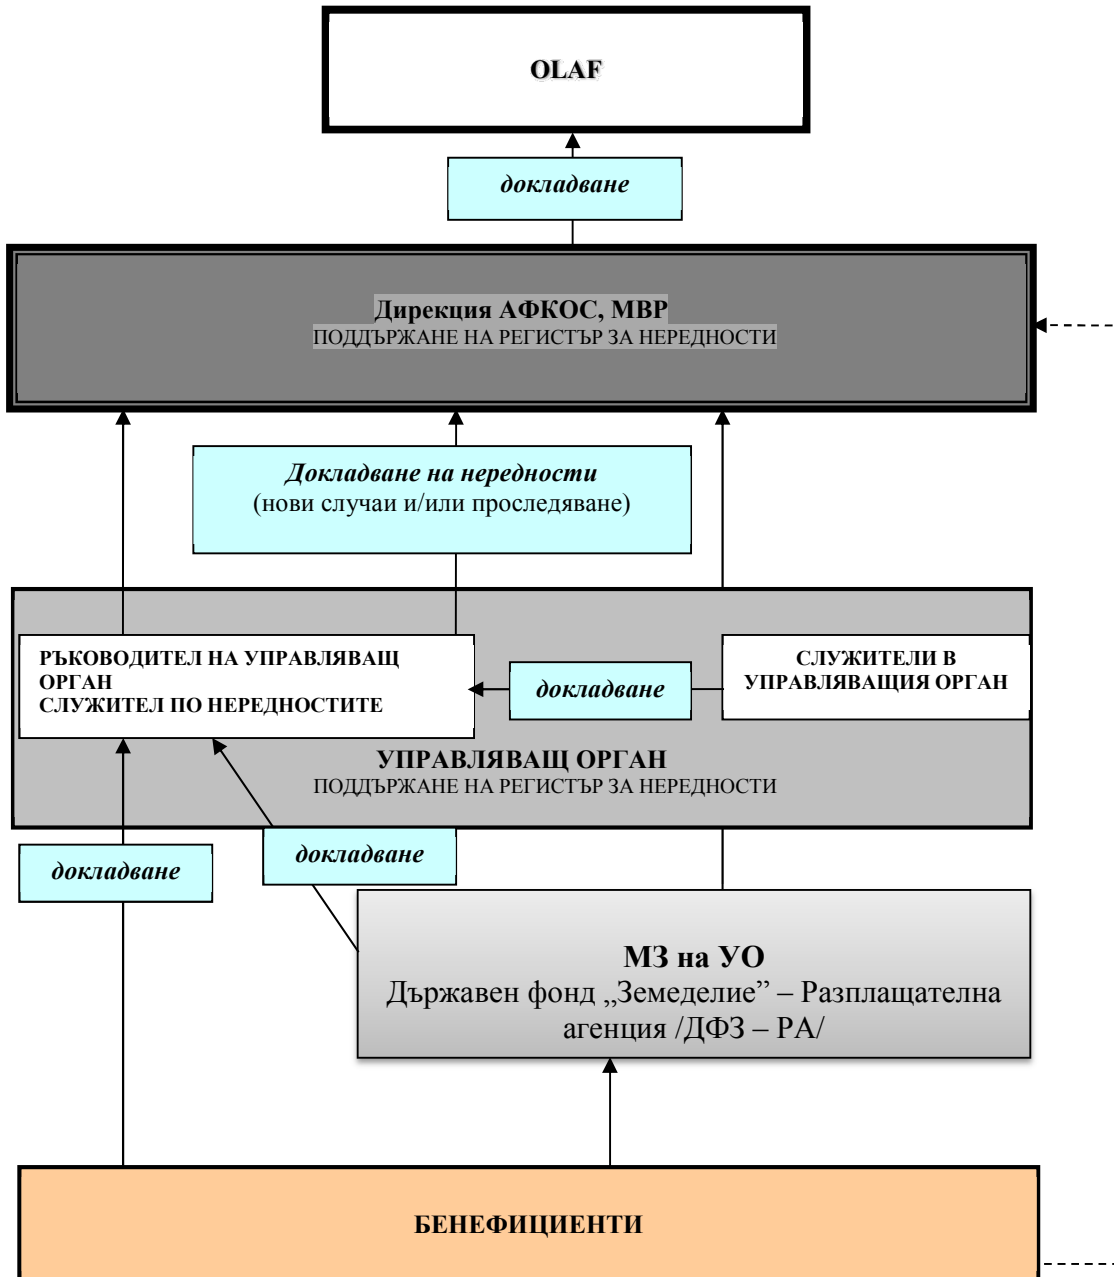 OLAF
докладване
Дирекция АФКОС, МВР
ПОДДЪРЖАНЕ НА РЕГИСТЪР ЗА НЕРЕДНОСТИ
Докладване на нередности
(нови случаи и/или проследяване)
РЪКОВОДИТЕЛ НА УПРАВЛЯВАЩ
ОРГАН
СЛУЖИТЕЛ ПО НЕРЕДНОСТИТЕ
докладване
СЛУЖИТЕЛИ В
УПРАВЛЯВАЩИЯ ОРГАН
УПРАВЛЯВАЩ ОРГАН
ПОДДЪРЖАНЕ НА РЕГИСТЪР ЗА НЕРЕДНОСТИ
докладване
докладване
МЗ на УО
Държавен фонд „Земеделие” – Разплащателна
агенция /ДФЗ – РА/
БЕНЕФИЦИЕНТИ